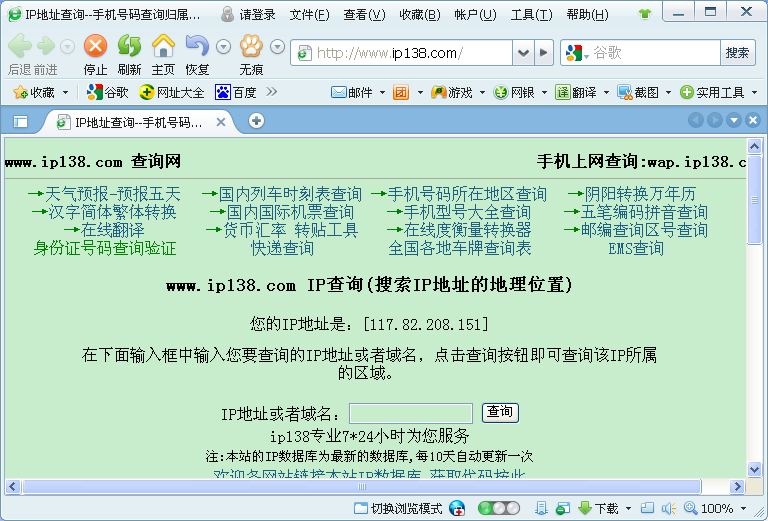 IP地址查询--手机号码查询归属... 请登录 文件(F) 查看(V) 收藏(B) 帐户(U) 工具(T) 帮助(H)
后退 前进 停止 刷新 主页 恢复 无痕 http://www.ip138.com/ 谷歌 搜索
收藏 谷歌 网址大全 百度 >> 邮件 团 游戏 网银 译 翻译 截图 实用工具
IP地址查询--手机号码...
www.ip138.com 查询网 手机上网查询:wap.ip138.c
→天气预报-预报五天 →国内列车时刻表查询 →手机号码所在地区查询 →阴阳转换万年历
→汉字简体繁体转换 →国内国际机票查询 →手机型号大全查询 →五笔编码拼音查询
→在线翻译 →货币汇率 转贴工具 →在线度衡量转换器 →邮编查询区号查询
身份证号码查询验证 快递查询 全国各地车牌查询表 EMS查询
www.ip138.com IP查询(搜索IP地址的地理位置)
您的IP地址是：[117.82.208.151]
在下面输入框中输入您要查询的IP地址或者域名，点击查询按钮即可查询该IP所属
的区域。
IP地址或者域名： 查询
ip138专业7*24小时为您服务
注:本站的IP数据库为最新的数据库,每10天自动更新一次
欢迎各网站链接本站IP数据库 获取代码按此
切换浏览模式 下载 100%